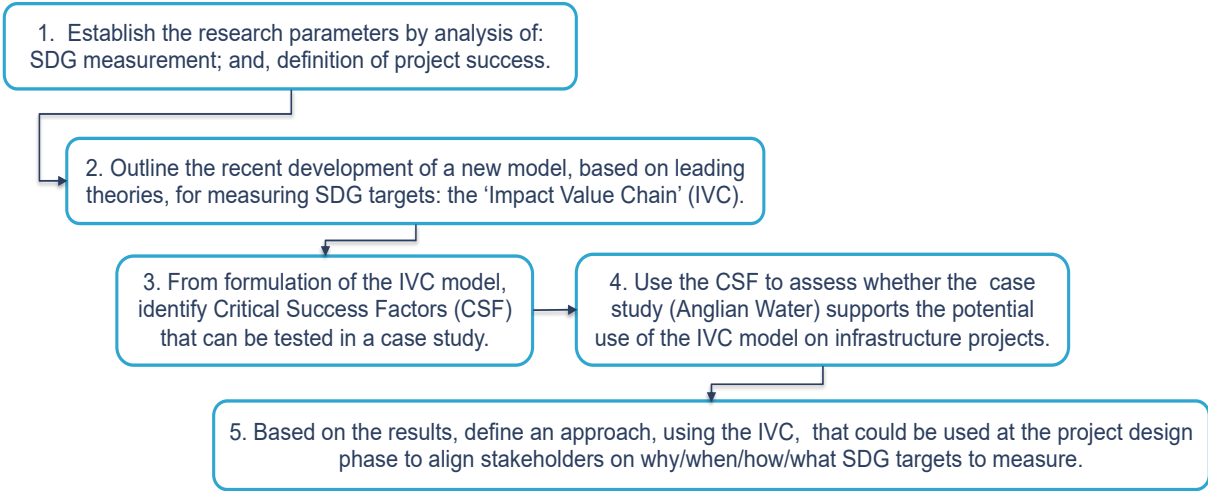 1. Establish the research parameters by analysis of:
SDG measurement; and, definition of project success.
2. Outline the recent development of a new model, based on leading
theories, for measuring SDG targets: the ‘Impact Value Chain’ (IVC).
3. From formulation of the IVC model,
identify Critical Success Factors (CSF)
that can be tested in a case study.
4. Use the CSF to assess whether the case
study (Anglian Water) supports the potential
use of the IVC model on infrastructure projects.
5. Based on the results, define an approach, using the IVC, that could be used at the project design
phase to align stakeholders on why/when/how/what SDG targets to measure.